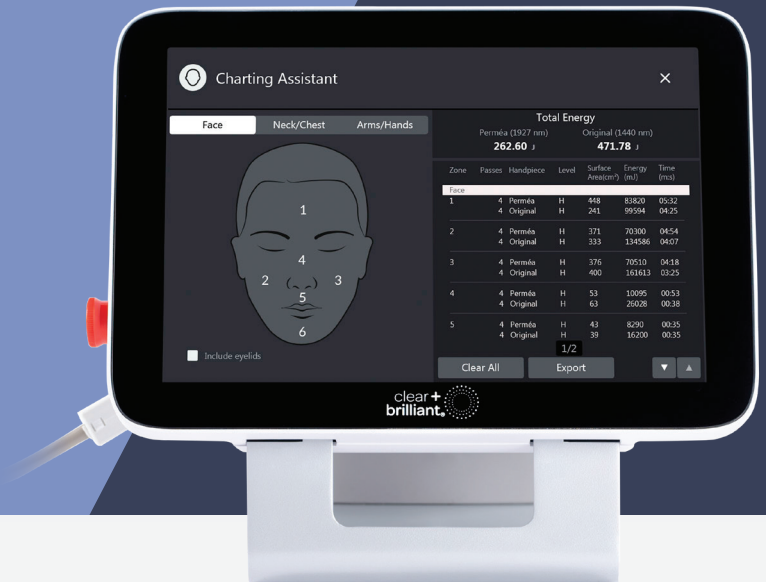 Charting Assistant
×
Face Neck/Chest Arms/Hands
1
4
2 3
5
6
Include eyelids
Total Energy
Perméa (1927 nm) Original (1440 nm)
262.60 J 471.78 J
Zone Passes Handpiece Level Surface Area(cm²) Energy (mJ) Time (m:s)
Face
1 4 Perméa H 448 83820 05:32
4 Original H 241 99594 04:25
2 4 Perméa H 371 70300 04:54
4 Original H 333 134586 04:07
3 4 Perméa H 376 70510 04:18
4 Original H 400 161613 03:25
4 4 Perméa H 53 10095 00:53
4 Original H 63 26028 00:38
5 4 Perméa H 43 8290 00:35
4 Original H 39 16200 00:35
1/2
Clear All Export ▼ ▲
clear+
brilliant®